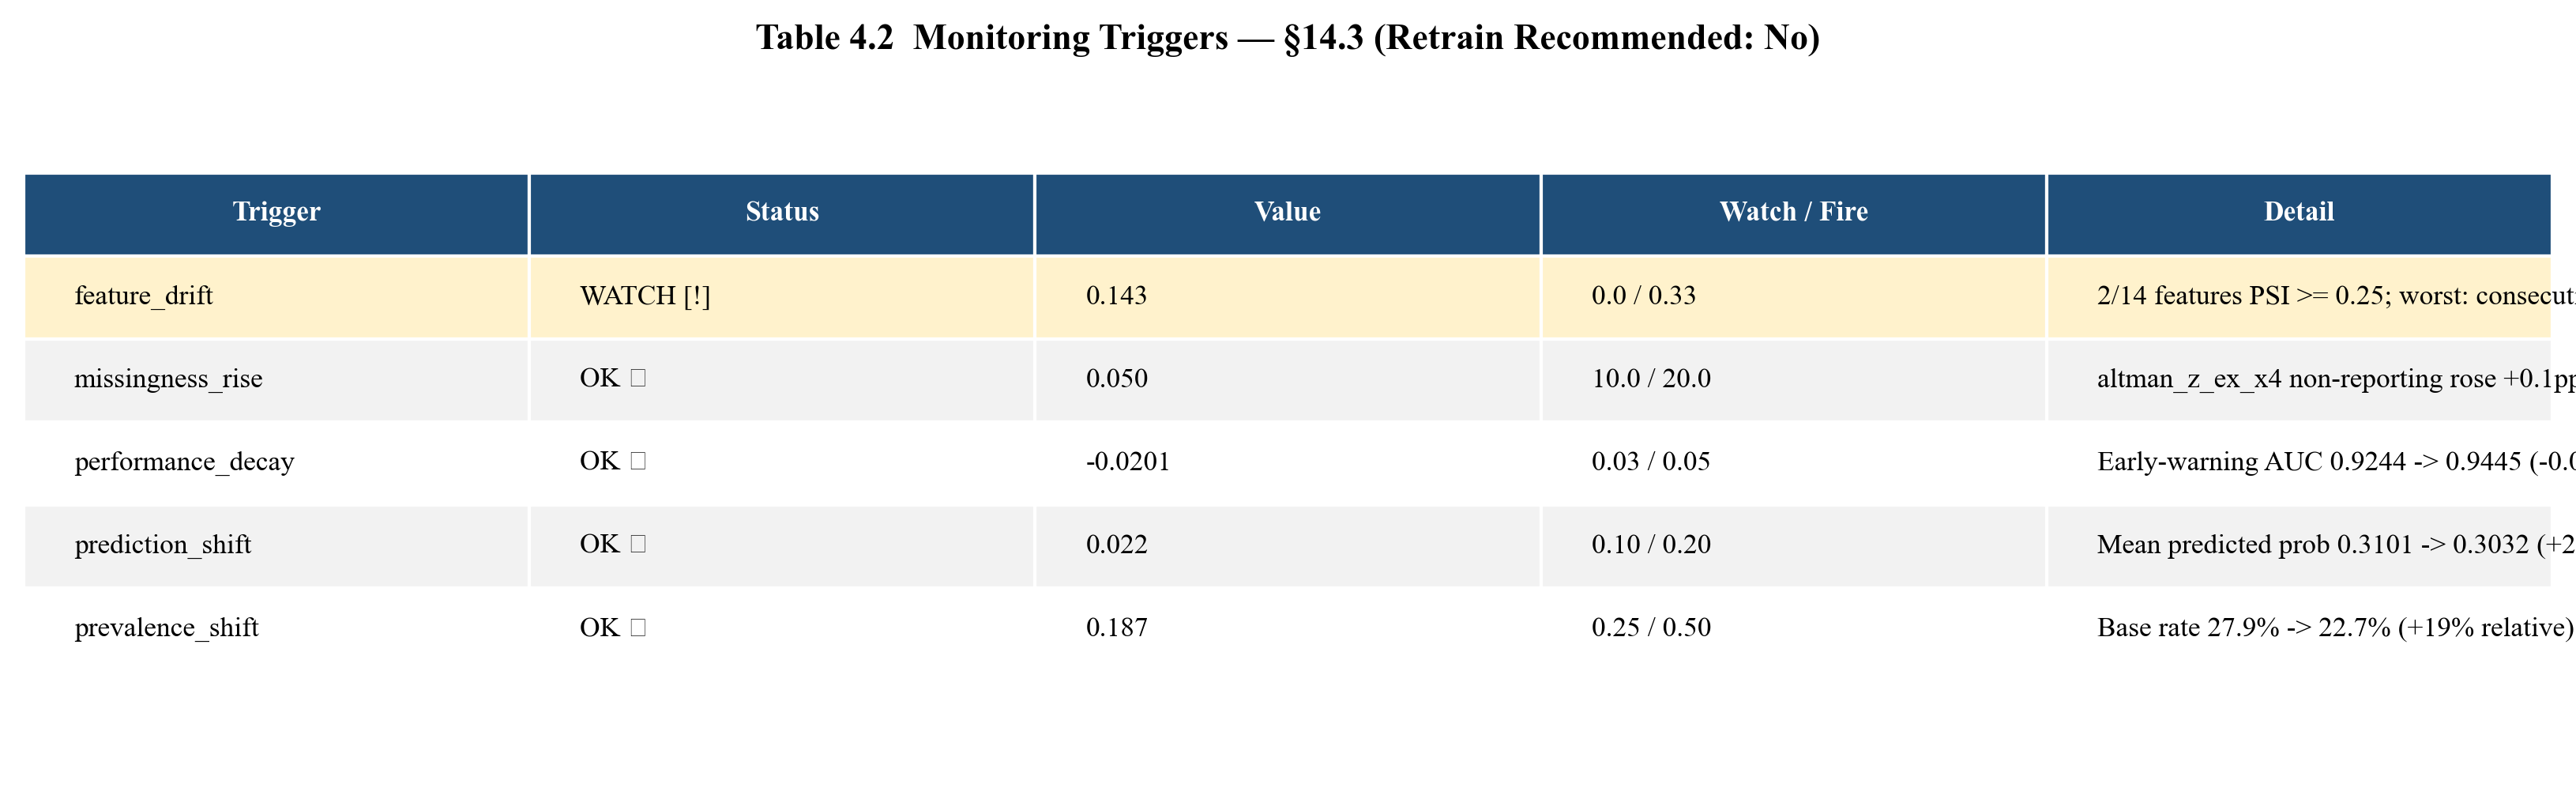 Table 4.2 Monitoring Triggers — §14.3 (Retrain Recommended: No)
Trigger Status Value Watch / Fire Detail
feature_drift WATCH [!] 0.143 0.0 / 0.33 2/14 features PSI >= 0.25; worst: consecut
missingness_rise OK □ 0.050 10.0 / 20.0 altman_z_ex_x4 non-reporting rose +0.1pp
performance_decay OK □ -0.0201 0.03 / 0.05 Early-warning AUC 0.9244 -> 0.9445 (-0.0
prediction_shift OK □ 0.022 0.10 / 0.20 Mean predicted prob 0.3101 -> 0.3032 (+2
prevalence_shift OK □ 0.187 0.25 / 0.50 Base rate 27.9% -> 22.7% (+19% relative)